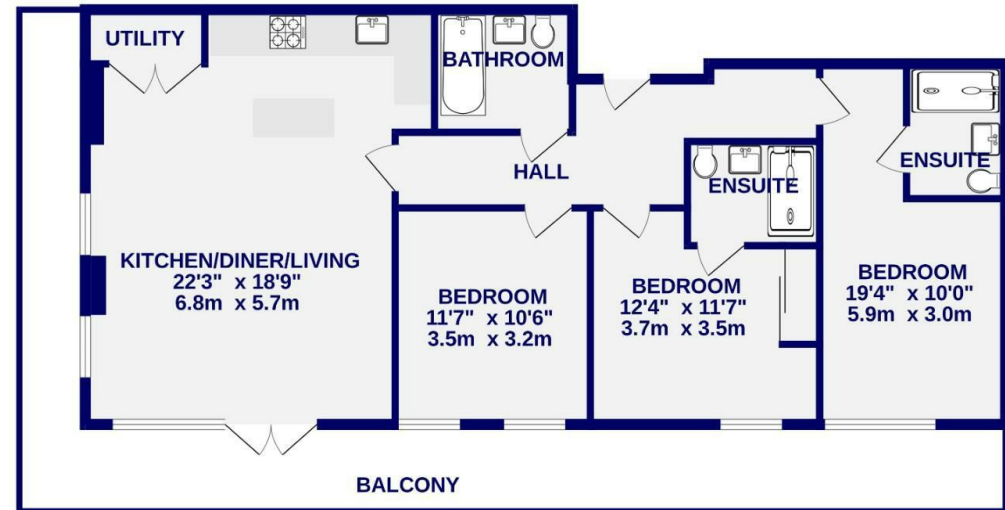 UTILITY
BATHROOM
HALL
ENSUITE
ENSUITE
KITCHEN/DINER/LIVING
22'3" x 18'9"
6.8m x 5.7m
BEDROOM
11'7" x 10'6"
3.5m x 3.2m
BEDROOM
12'4" x 11'7"
3.7m x 3.5m
BEDROOM
19'4" x 10'0"
5.9m x 3.0m
BALCONY